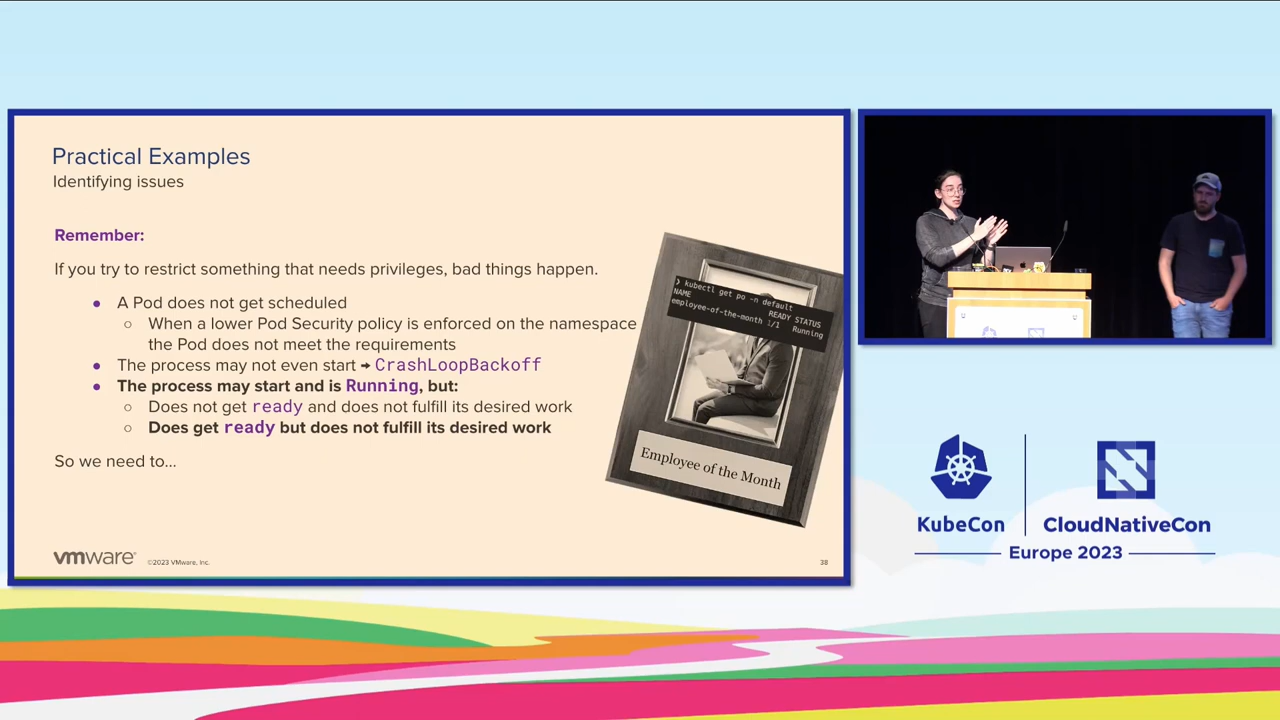 Practical Examples
Identifying issues
Remember:
If you try to restrict something that needs privileges, bad things happen.
● A Pod does not get scheduled
○ When a lower Pod Security policy is enforced on the namespace
the Pod does not meet the requirements
● The process may not even start → CrashLoopBackoff
● The process may start and is Running, but:
○ Does not get ready and does not fulfill its desired work
○ Does get ready but does not fulfill its desired work
So we need to...
❯ kubectl get po -n default
NAME READY STATUS
employee-of-the-month 1/1 Running
Employee of the Month
vmware®
©2023 VMware, Inc.
38
KubeCon
CloudNativeCon
Europe 2023